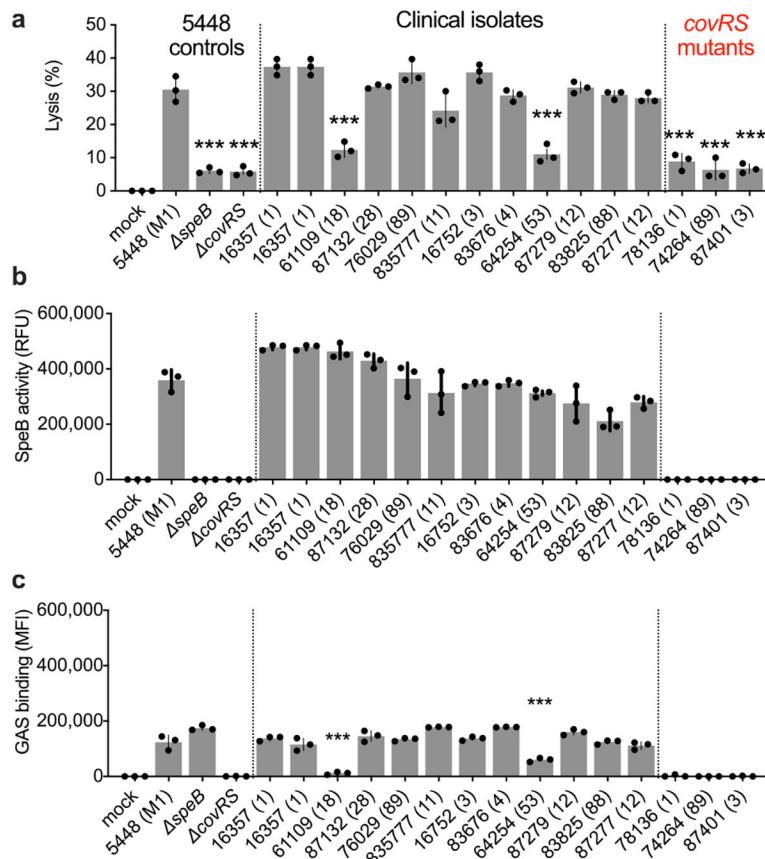 a
5448
controls
Clinical isolates
covRS
mutants
Lysis (%)
50
40
30
20
10
0
*** *** *** *** *** *** ***
mock
5448 (M1)
ΔspeB
ΔcovRS
16357 (1)
16357 (1)
61109 (18)
87132 (28)
76029 (89)
835777 (11)
16752 (3)
83676 (4)
64254 (53)
87279 (12)
83825 (88)
87277 (12)
78136 (1)
74264 (89)
87401 (3)
b
SpeB activity (RFU)
600,000
400,000
200,000
0
mock
5448 (M1)
ΔspeB
ΔcovRS
16357 (1)
16357 (1)
61109 (18)
87132 (28)
76029 (89)
835777 (11)
16752 (3)
83676 (4)
64254 (53)
87279 (12)
83825 (88)
87277 (12)
78136 (1)
74264 (89)
87401 (3)
c
GAS binding (MFI)
600,000
400,000
200,000
0
*** ***
mock
5448 (M1)
ΔspeB
ΔcovRS
16357 (1)
16357 (1)
61109 (18)
87132 (28)
76029 (89)
835777 (11)
16752 (3)
83676 (4)
64254 (53)
87279 (12)
83825 (88)
87277 (12)
78136 (1)
74264 (89)
87401 (3)